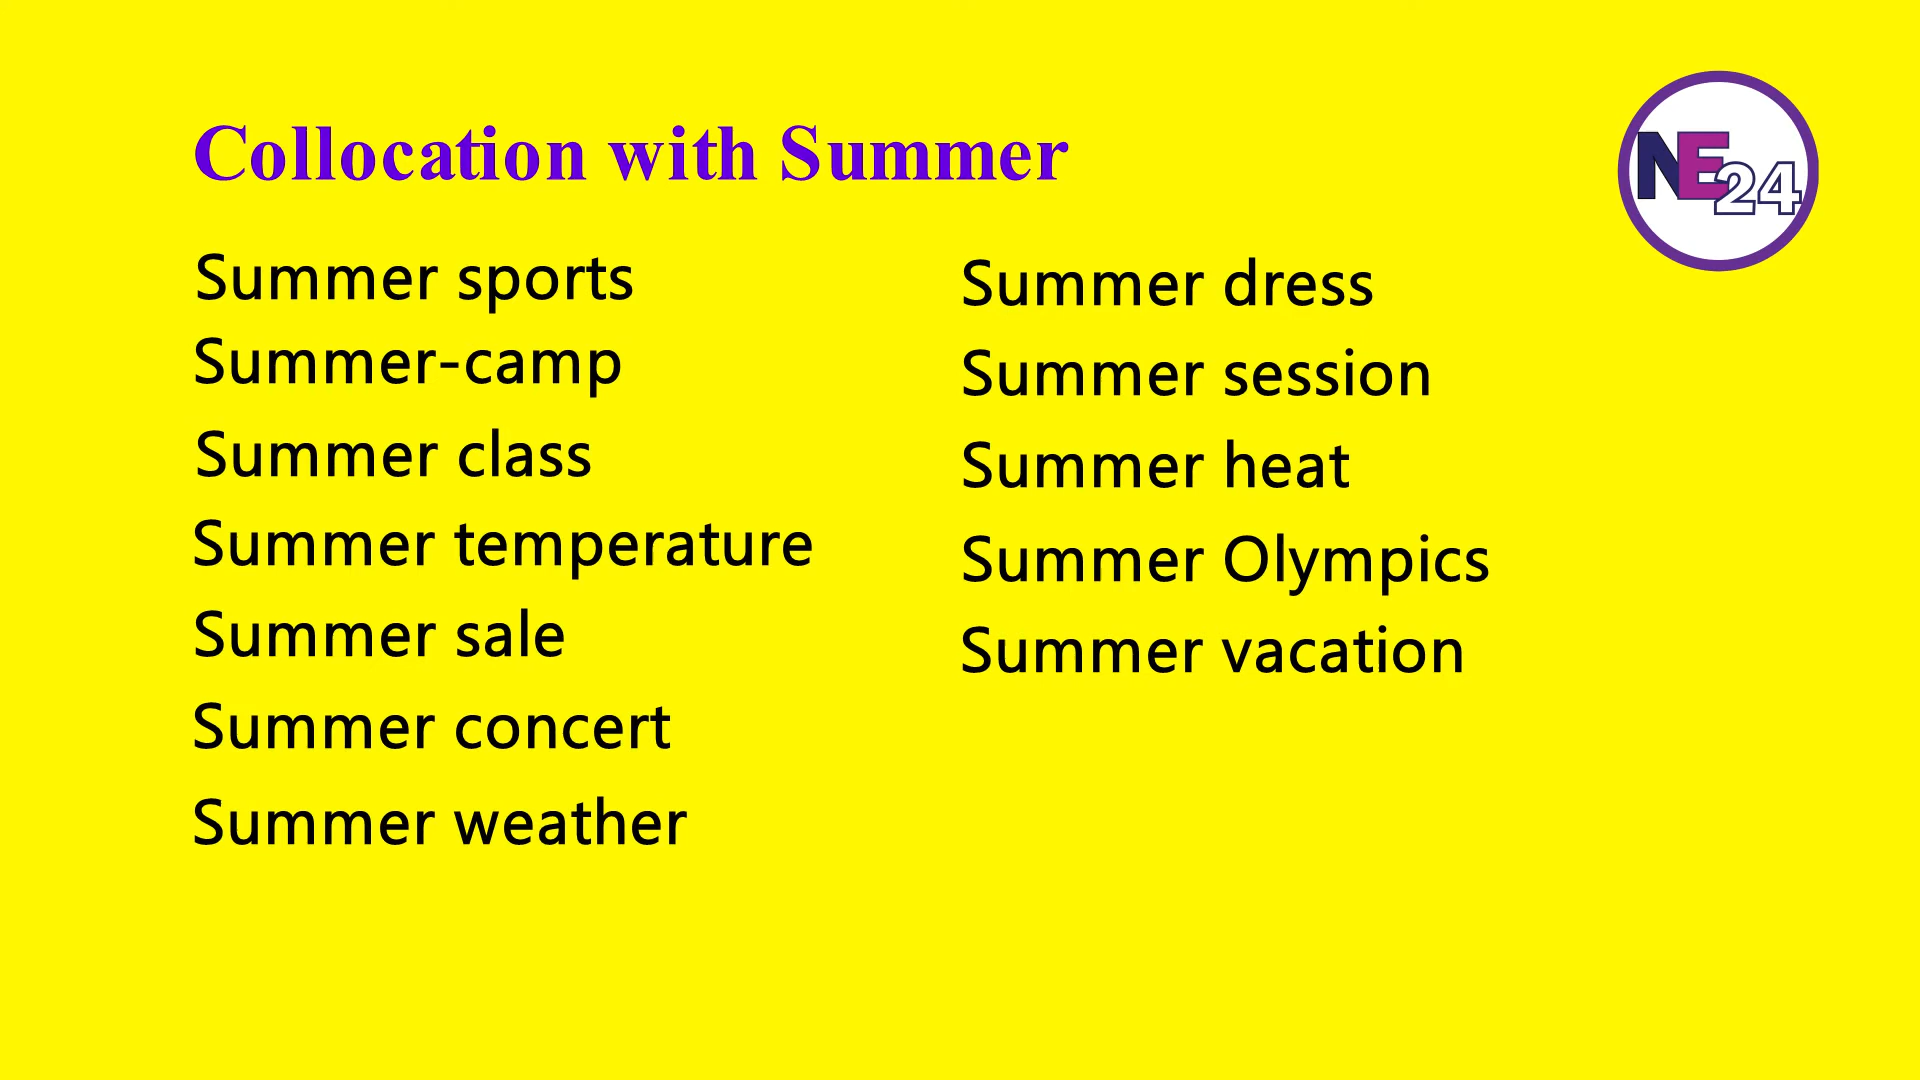 Collocation with Summer
NE24
Summer sports
Summer-camp
Summer class
Summer temperature
Summer sale
Summer concert
Summer weather
Summer dress
Summer session
Summer heat
Summer Olympics
Summer vacation